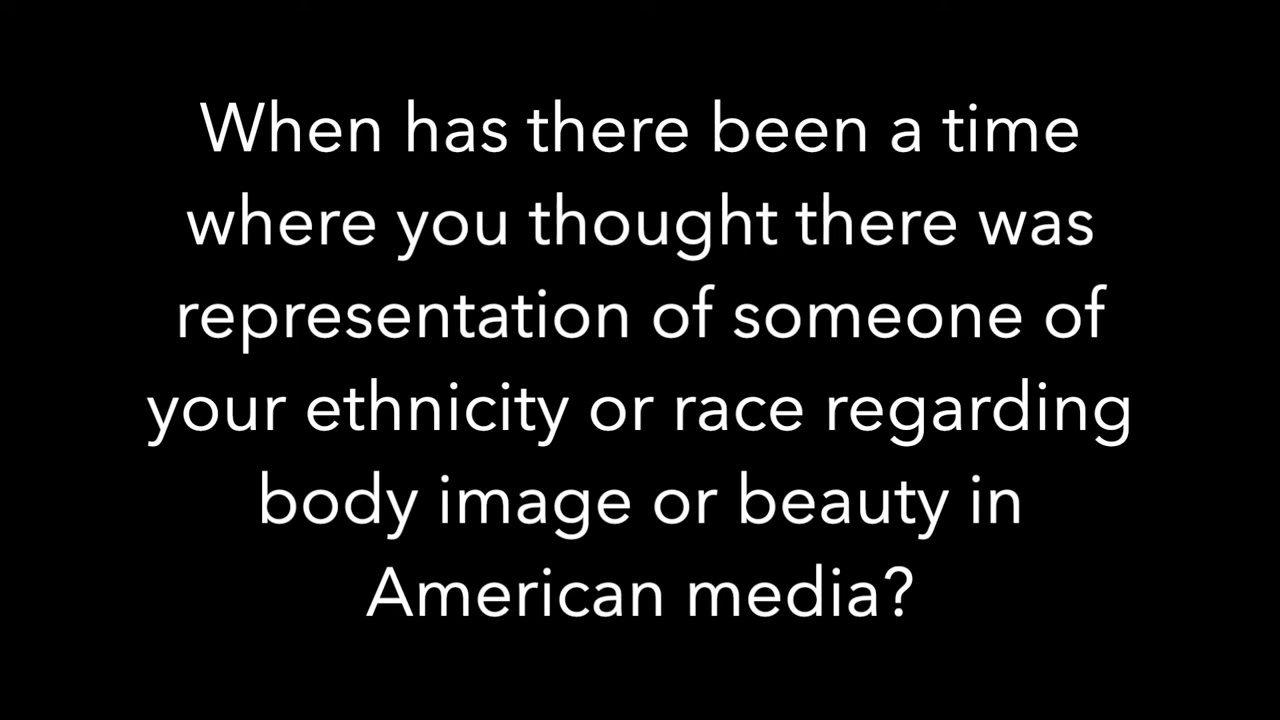 When has there been a time
where you thought there was
representation of someone of
your ethnicity or race regarding
body image or beauty in
American media?